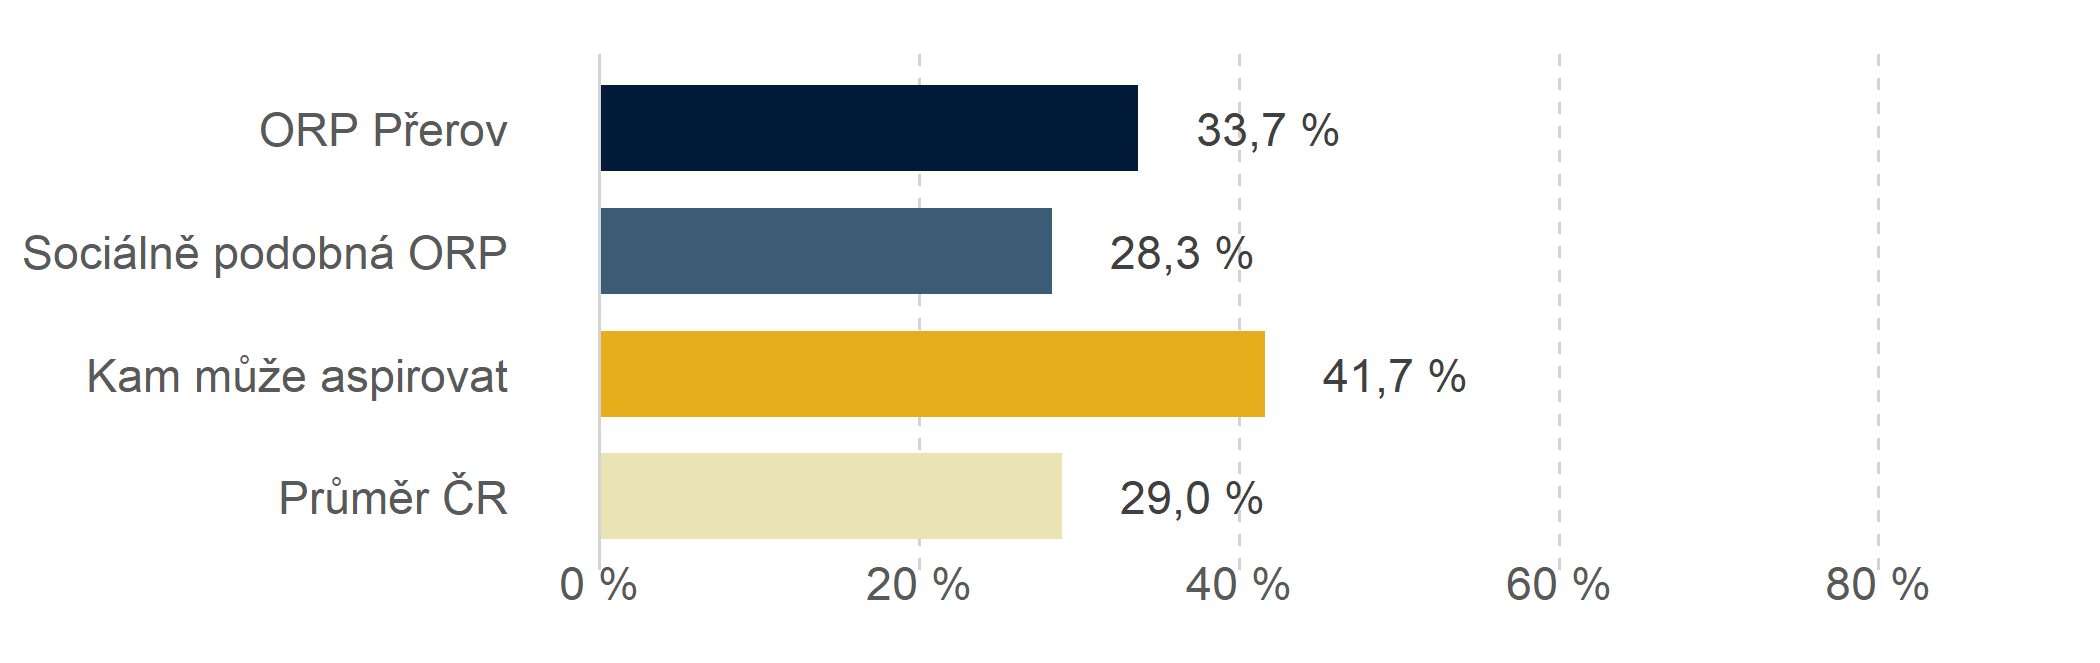 ORP Přerov
33,7 %
Sociálně podobná ORP
28,3 %
Kam může aspirovat
41,7 %
Průměr ČR
29,0 %
0 %
20 %
40 %
60 %
80 %